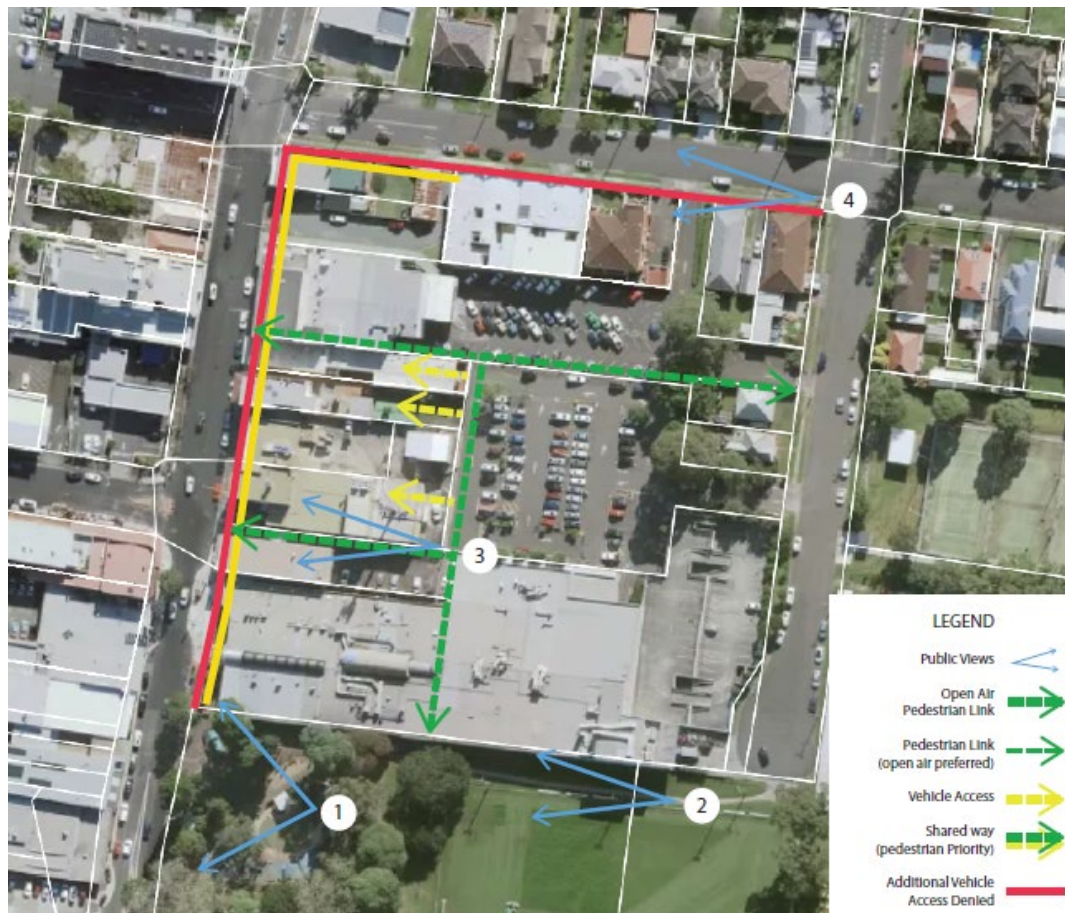 4
3
1
2
LEGEND
Public Views
Open Air
Pedestrian Link
Pedestrian Link
(open air preferred)
Vehicle Access
Shared way
(pedestrian Priority)
Additional Vehicle
Access Denied